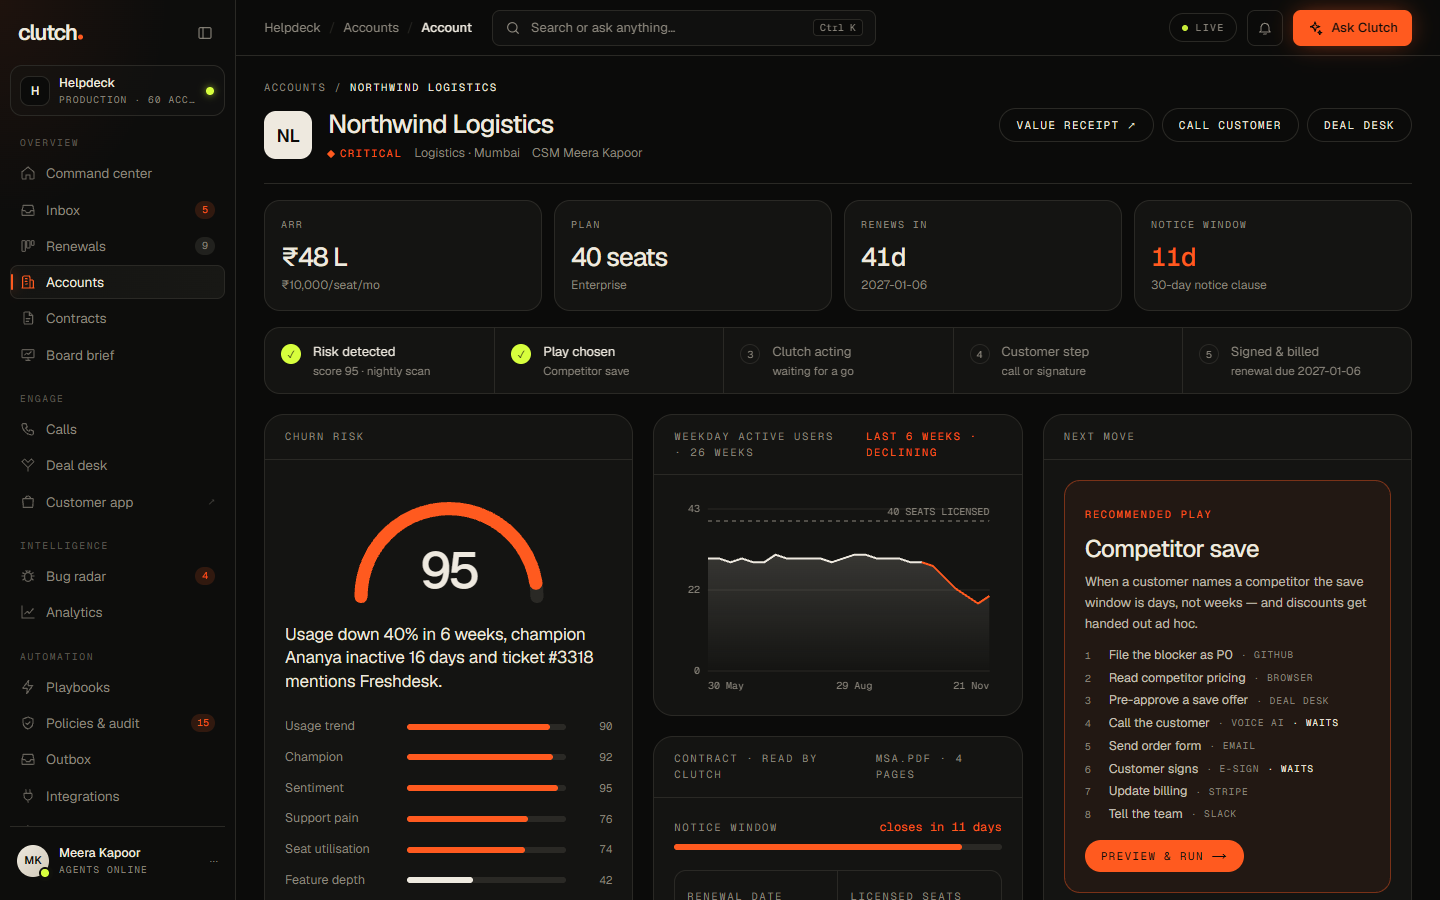 clutch.
Helpdeck / Accounts / Account
Search or ask anything...
Ctrl K
LIVE
Ask Clutch
H
Helpdeck
PRODUCTION · 60 ACC…
OVERVIEW
Command center
Inbox 5
Renewals 9
Accounts
Contracts
Board brief
ENGAGE
Calls
Deal desk
Customer app ↗
INTELLIGENCE
Bug radar 4
Analytics
AUTOMATION
Playbooks
Policies & audit 15
Outbox
Integrations
MK
Meera Kapoor
AGENTS ONLINE
...
ACCOUNTS / NORTHWIND LOGISTICS
NL
Northwind Logistics
◆ CRITICAL Logistics · Mumbai CSM Meera Kapoor
VALUE RECEIPT ↗
CALL CUSTOMER
DEAL DESK
ARR
₹48 L
₹10,000/seat/mo
PLAN
40 seats
Enterprise
RENEWS IN
41d
2027-01-06
NOTICE WINDOW
11d
30-day notice clause
✓ Risk detected
score 95 · nightly scan
✓ Play chosen
Competitor save
3 Clutch acting
waiting for a go
4 Customer step
call or signature
5 Signed & billed
renewal due 2027-01-06
CHURN RISK
95
Usage down 40% in 6 weeks, champion
Ananya inactive 16 days and ticket #3318
mentions Freshdesk.
Usage trend 90
Champion 92
Sentiment 95
Support pain 76
Seat utilisation 74
Feature depth 42
WEEKDAY ACTIVE USERS
· 26 WEEKS
LAST 6 WEEKS ·
DECLINING
43
40 SEATS LICENSED
22
0
30 May 29 Aug 21 Nov
CONTRACT · READ BY
CLUTCH
MSA.PDF · 4
PAGES
NOTICE WINDOW closes in 11 days
RENEWAL DATE LICENSED SEATS
NEXT MOVE
RECOMMENDED PLAY
Competitor save
When a customer names a competitor the save
window is days, not weeks — and discounts get
handed out ad hoc.
1 File the blocker as P0 · GITHUB
2 Read competitor pricing · BROWSER
3 Pre-approve a save offer · DEAL DESK
4 Call the customer · VOICE AI · WAITS
5 Send order form · EMAIL
6 Customer signs · E-SIGN · WAITS
7 Update billing · STRIPE
8 Tell the team · SLACK
PREVIEW & RUN →